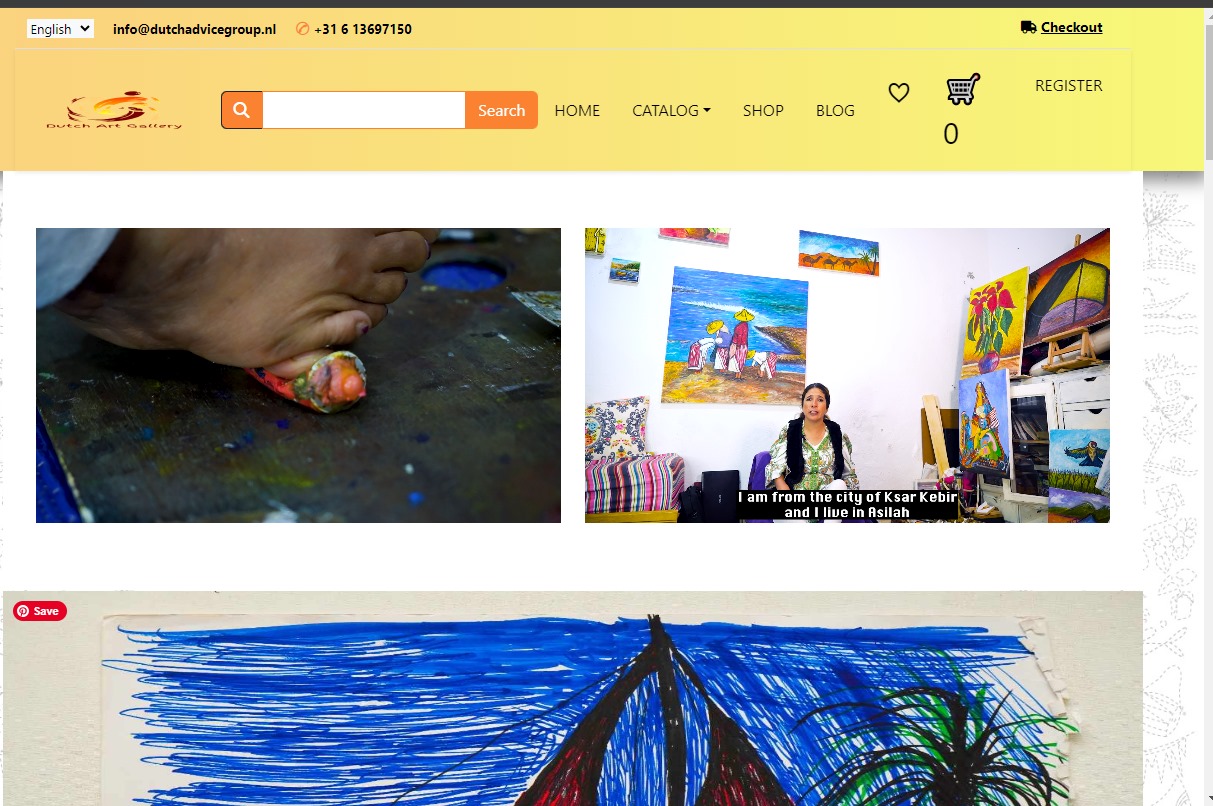 English
info@dutchadvicegroup.nl
+31 6 13697150
Checkout
Dutch Art Gallery
Search
HOME
CATALOG
SHOP
BLOG
0
REGISTER
I am from the city of Ksar Kebir
and I live in Asilah
Save